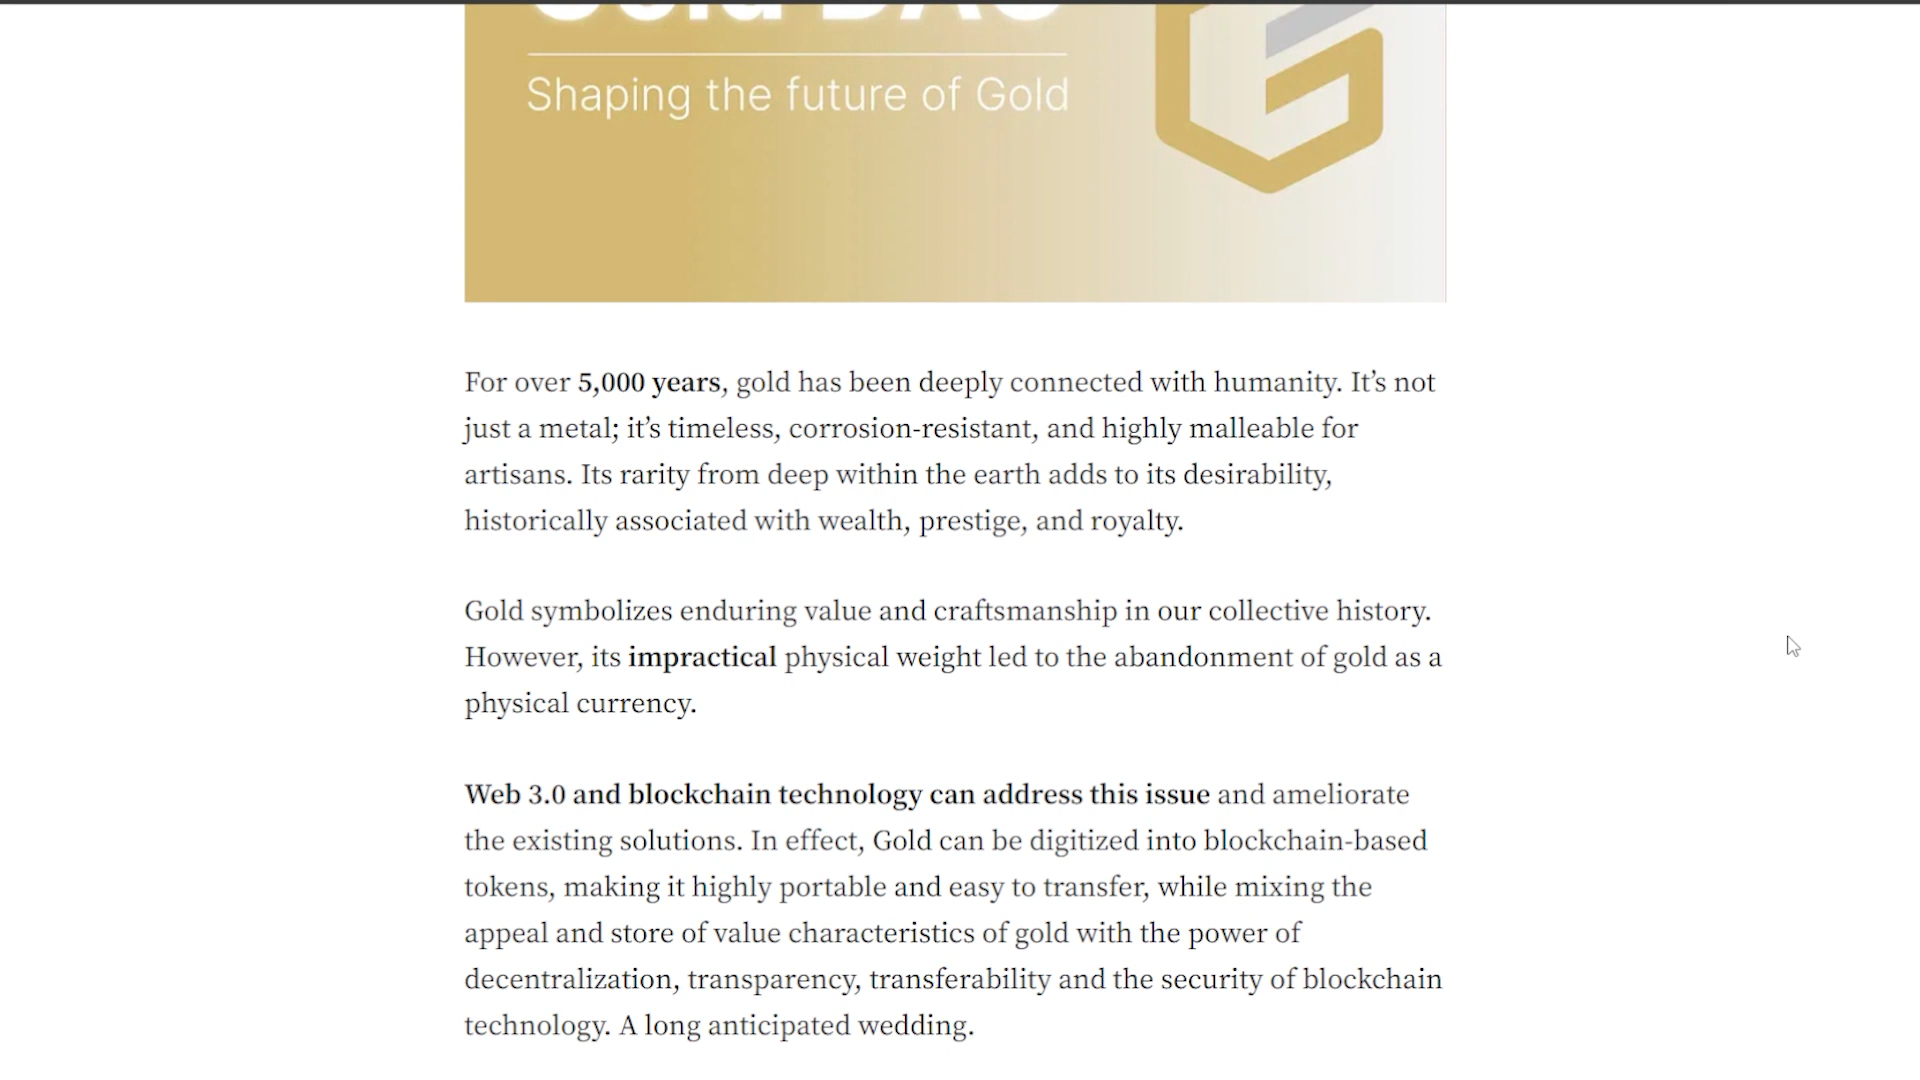 Gold DAO
Shaping the future of Gold
For over 5,000 years, gold has been deeply connected with humanity. It’s not
just a metal; it’s timeless, corrosion-resistant, and highly malleable for
artisans. Its rarity from deep within the earth adds to its desirability,
historically associated with wealth, prestige, and royalty.
Gold symbolizes enduring value and craftsmanship in our collective history.
However, its impractical physical weight led to the abandonment of gold as a
physical currency.
Web 3.0 and blockchain technology can address this issue and ameliorate
the existing solutions. In effect, Gold can be digitized into blockchain-based
tokens, making it highly portable and easy to transfer, while mixing the
appeal and store of value characteristics of gold with the power of
decentralization, transparency, transferability and the security of blockchain
technology. A long anticipated wedding.